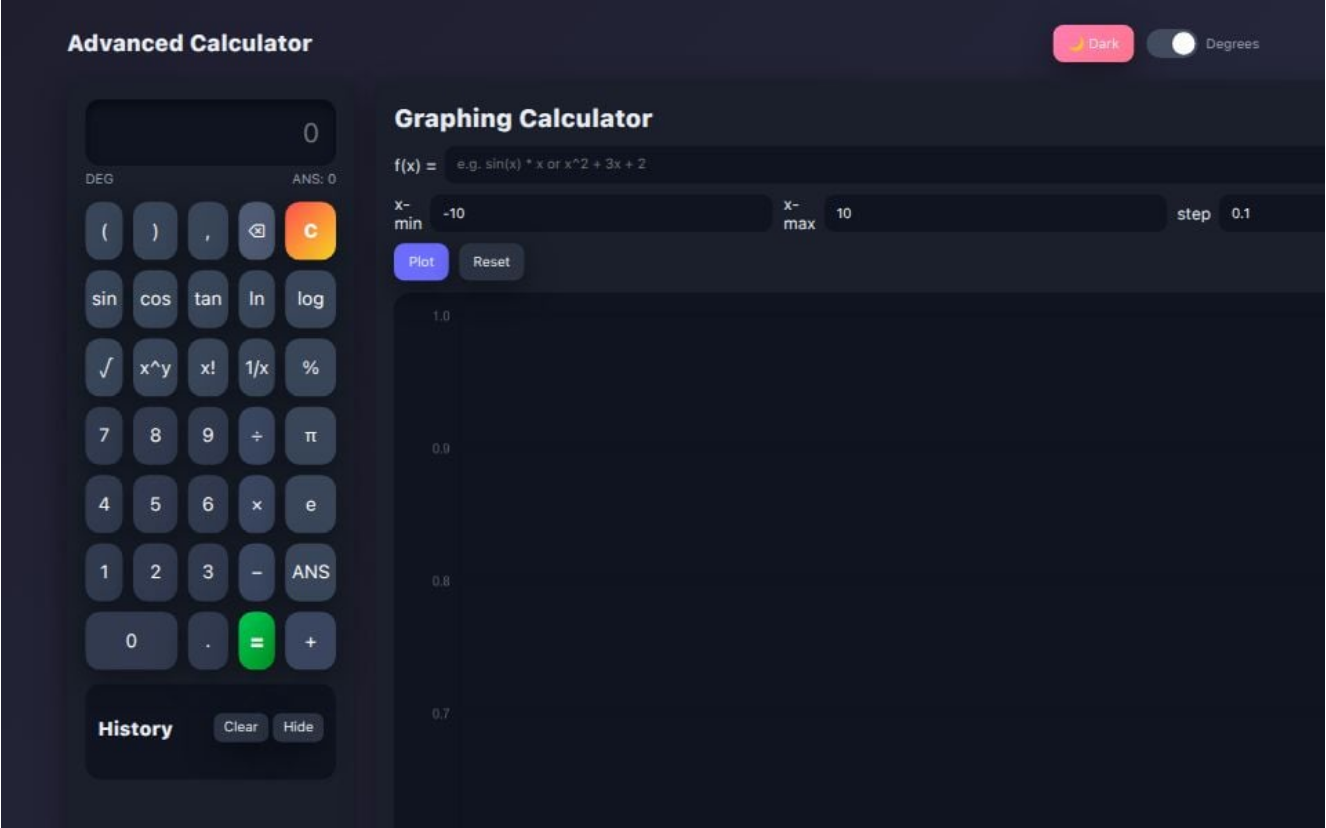 Advanced Calculator
🌙 Dark
Degrees
0
DEG
ANS: 0
( ) , ⌫ C
sin cos tan ln log
√ x^y x! 1/x %
7 8 9 ÷ π
4 5 6 × e
1 2 3 − ANS
0 . = +
History
Clear
Hide
Graphing Calculator
f(x) = e.g. sin(x) * x or x^2 + 3x + 2
x-
min
-10
x-
max
10
step 0.1
Plot
Reset
1.0
0.9
0.8
0.7